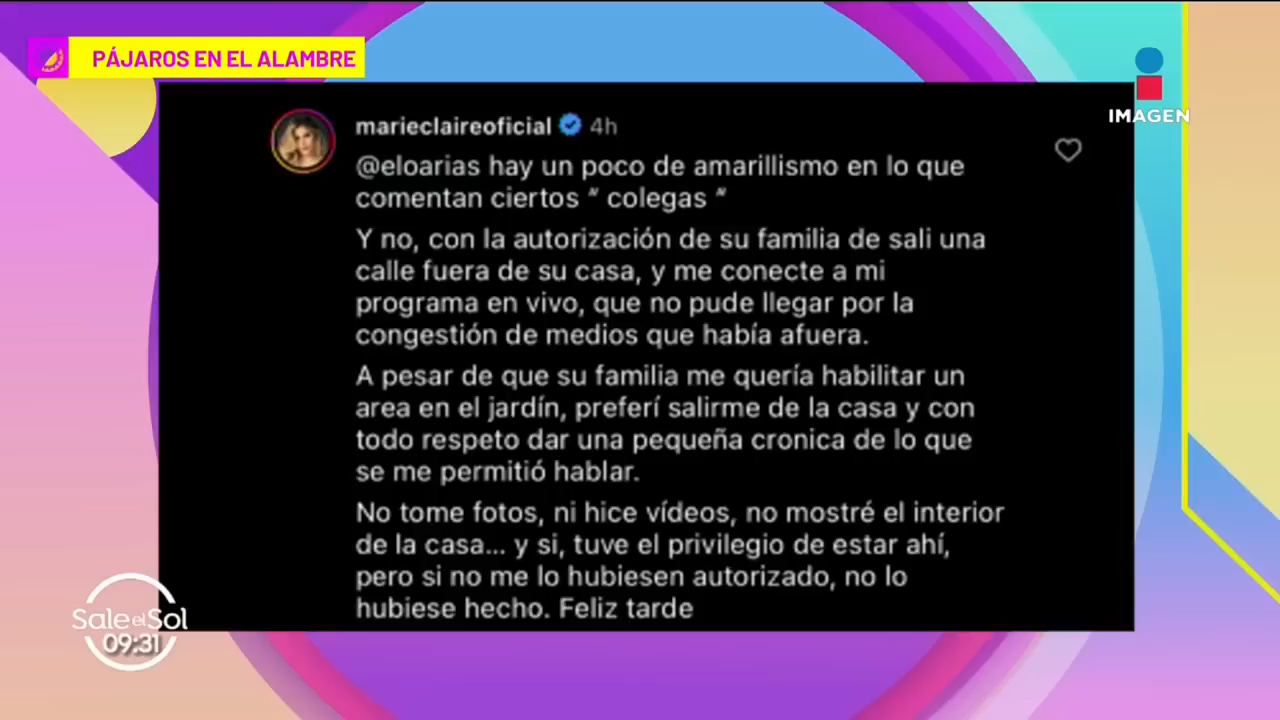 PÁJAROS EN EL ALAMBRE
IMAGEN
marieclaireoficial 4h
@eloarias hay un poco de amarillismo en lo que
comentan ciertos " colegas "
Y no, con la autorización de su familia de sali una
calle fuera de su casa, y me conecte a mi
programa en vivo, que no pude llegar por la
congestión de medios que había afuera.
A pesar de que su familia me quería habilitar un
area en el jardín, preferí salirme de la casa y con
todo respeto dar una pequeña cronica de lo que
se me permitió hablar.
No tome fotos, ni hice vídeos, no mostré el interior
de la casa... y si, tuve el privilegio de estar ahí,
pero si no me lo hubiesen autorizado, no lo
hubiese hecho. Feliz tarde
Sale el Sol
09:31